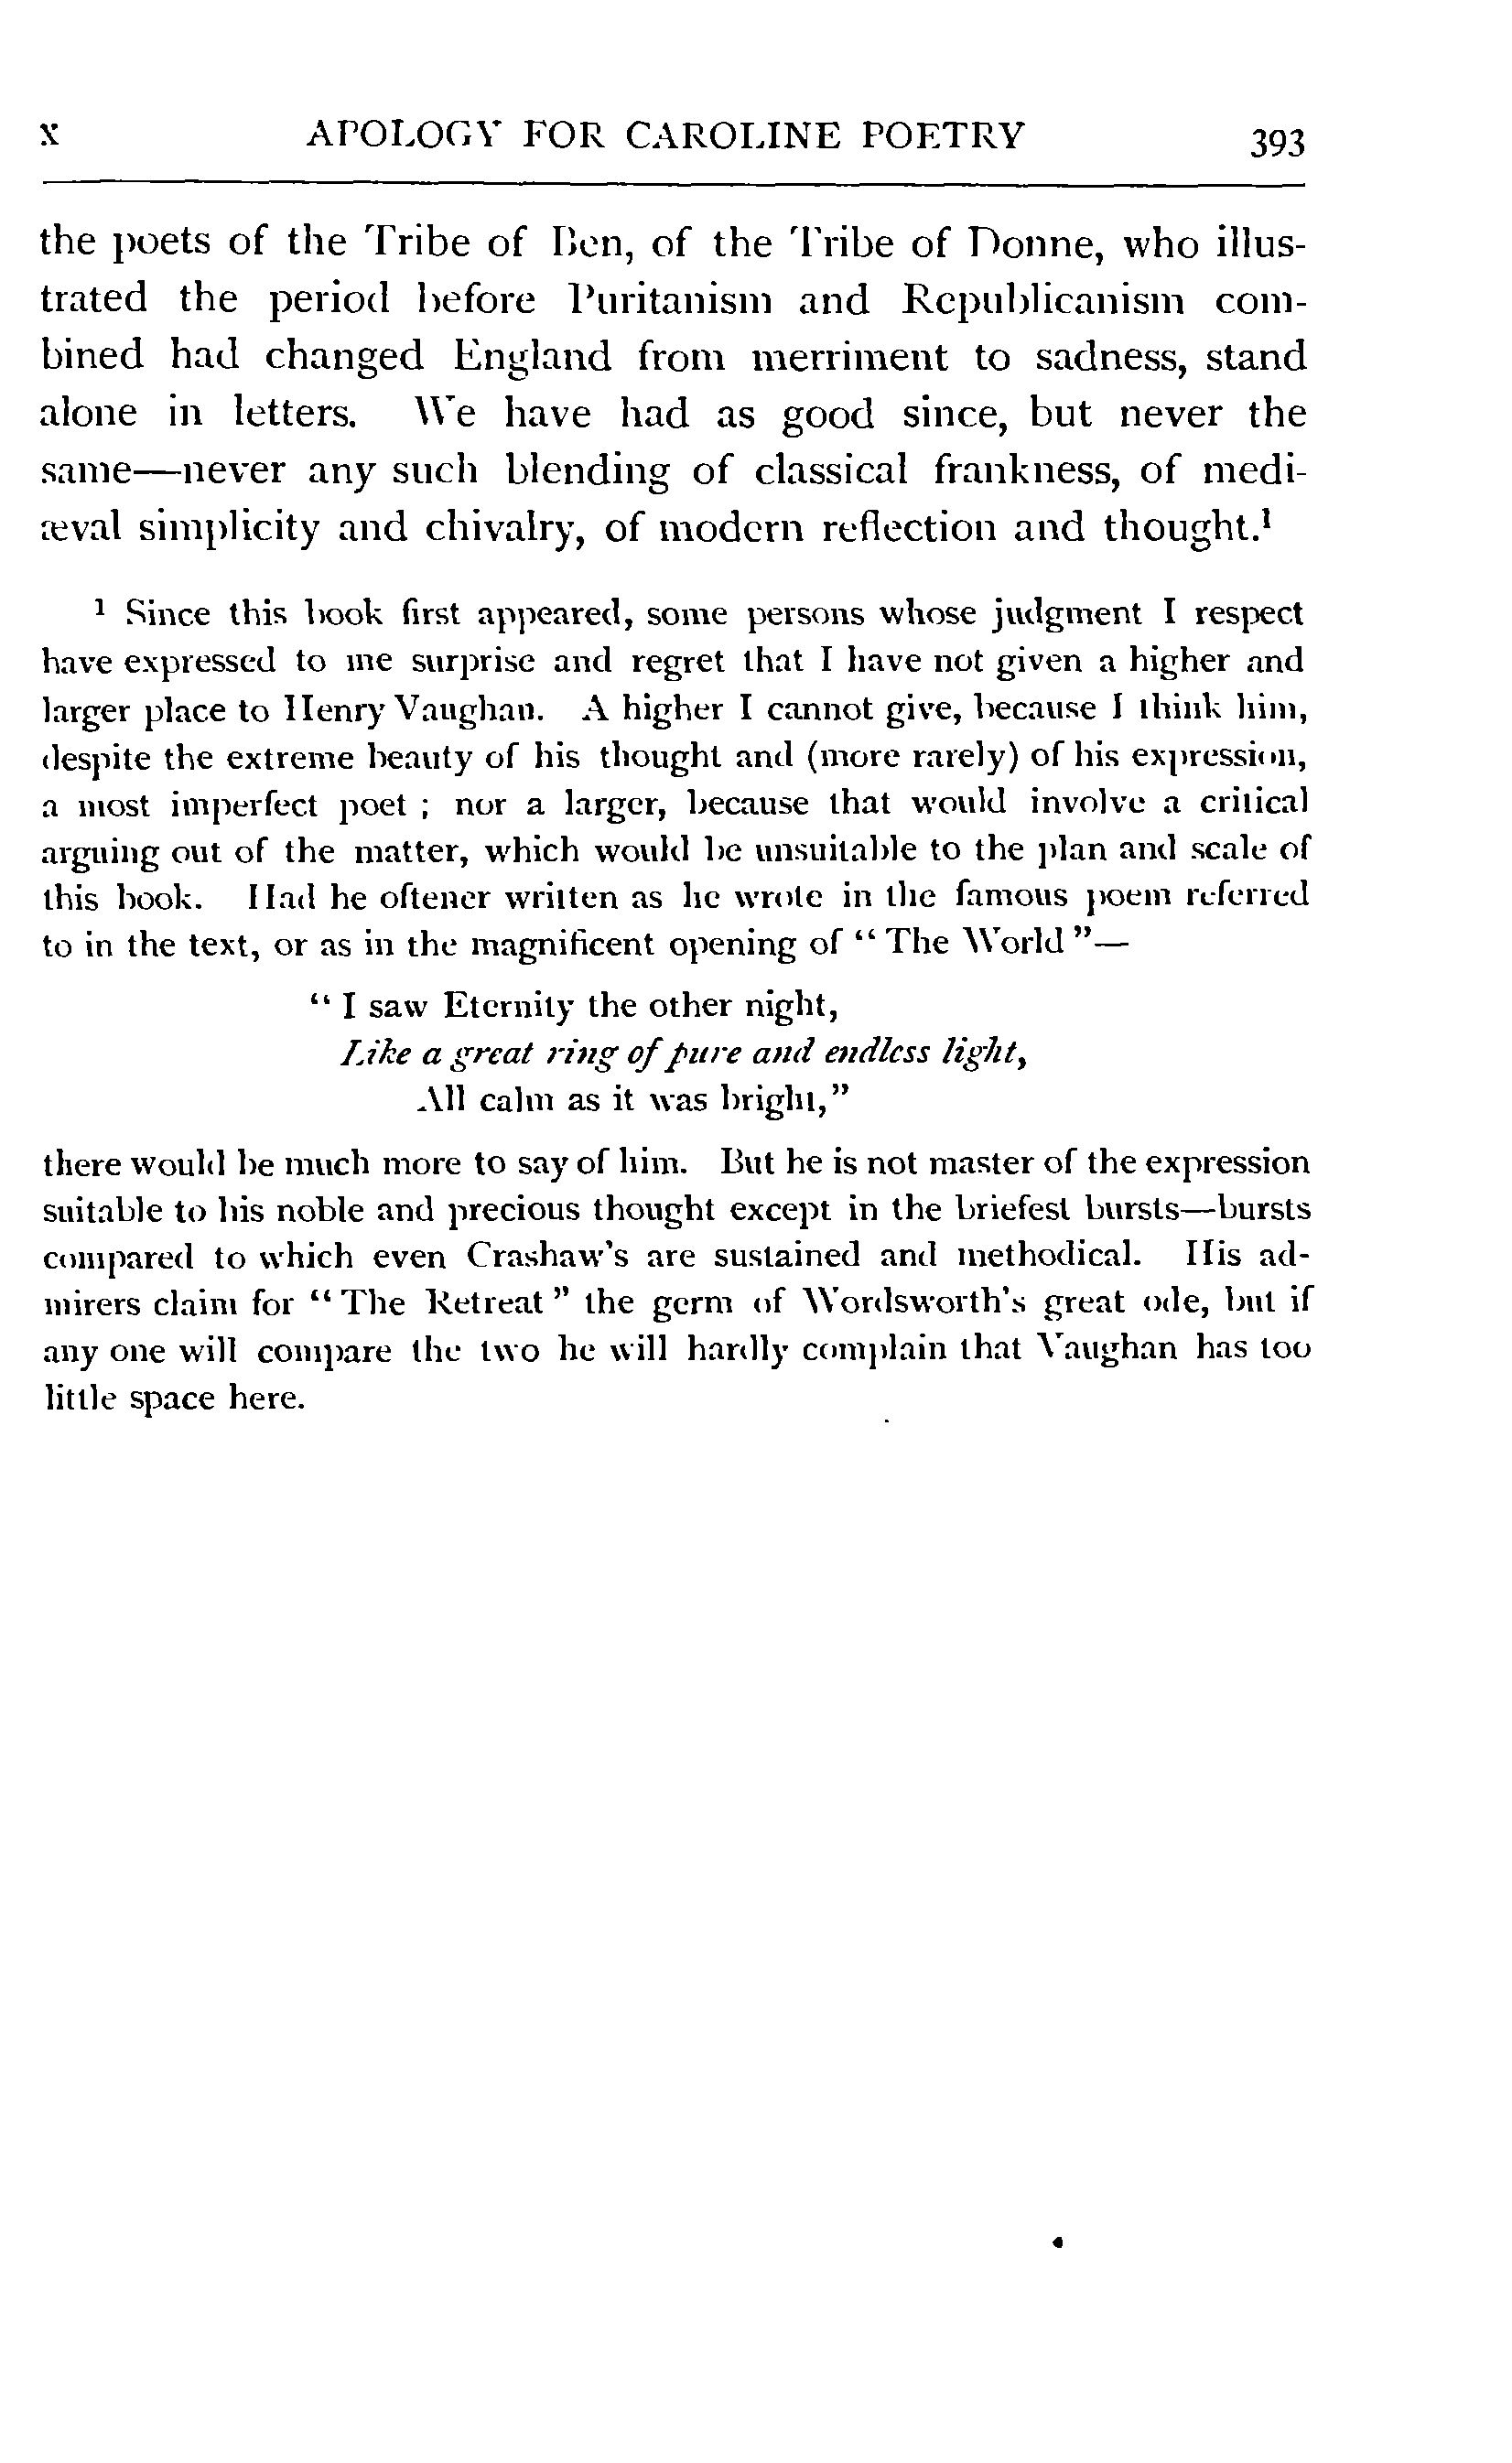 x APOLOGY FOR CAROLINE POETRY 393
the poets of the Tribe of Ben, of the Tribe of Donne, who illus-
trated the period before Puritanism and Republicanism com-
bined had changed England from merriment to sadness, stand
alone in letters. We have had as good since, but never the
same—never any such blending of classical frankness, of medi-
æval simplicity and chivalry, of modern reflection and thought.¹
¹ Since this book first appeared, some persons whose judgment I respect
have expressed to me surprise and regret that I have not given a higher and
larger place to Henry Vaughan. A higher I cannot give, because I think him,
despite the extreme beauty of his thought and (more rarely) of his expression,
a most imperfect poet ; nor a larger, because that would involve a critical
arguing out of the matter, which would be unsuitable to the plan and scale of
this book. Had he oftener written as he wrote in the famous poem referred
to in the text, or as in the magnificent opening of “ The World ”—
“ I saw Eternity the other night,
Like a great ring of pure and endless light,
All calm as it was bright,”
there would be much more to say of him. But he is not master of the expression
suitable to his noble and precious thought except in the briefest bursts—bursts
compared to which even Crashaw’s are sustained and methodical. His ad-
mirers claim for “ The Retreat ” the germ of Wordsworth’s great ode, but if
any one will compare the two he will hardly complain that Vaughan has too
little space here.